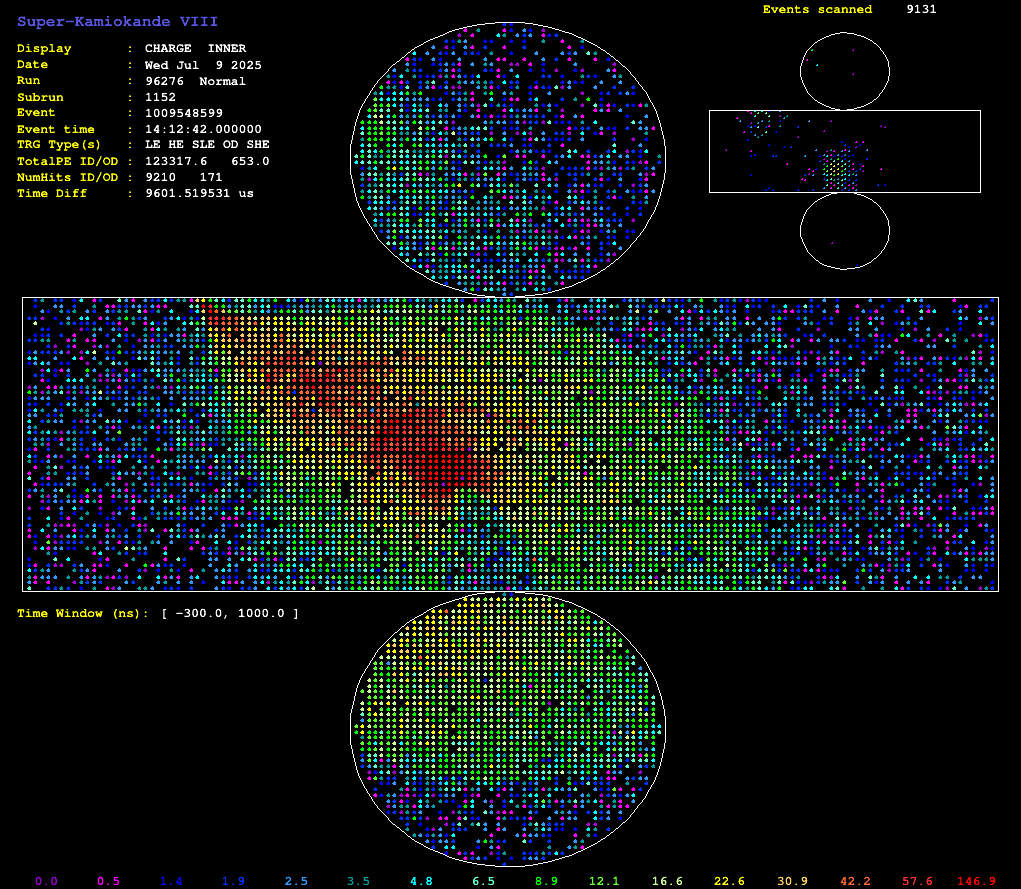 Super-Kamiokande VIII
Events scanned 9131
Display : CHARGE INNER
Date : Wed Jul 9 2025
Run : 96276 Normal
Subrun : 1152
Event : 1009548599
Event time : 14:12:42.000000
TRG Type(s) : LE HE SLE OD SHE
TotalPE ID/OD : 123317.6 653.0
NumHits ID/OD : 9210 171
Time Diff : 9601.519531 us
Time Window (ns): [ -300.0, 1000.0 ]
0.0 0.5 1.4 1.9 2.5 3.5 4.8 6.5 8.9 12.1 16.6 22.6 30.9 42.2 57.6 146.9